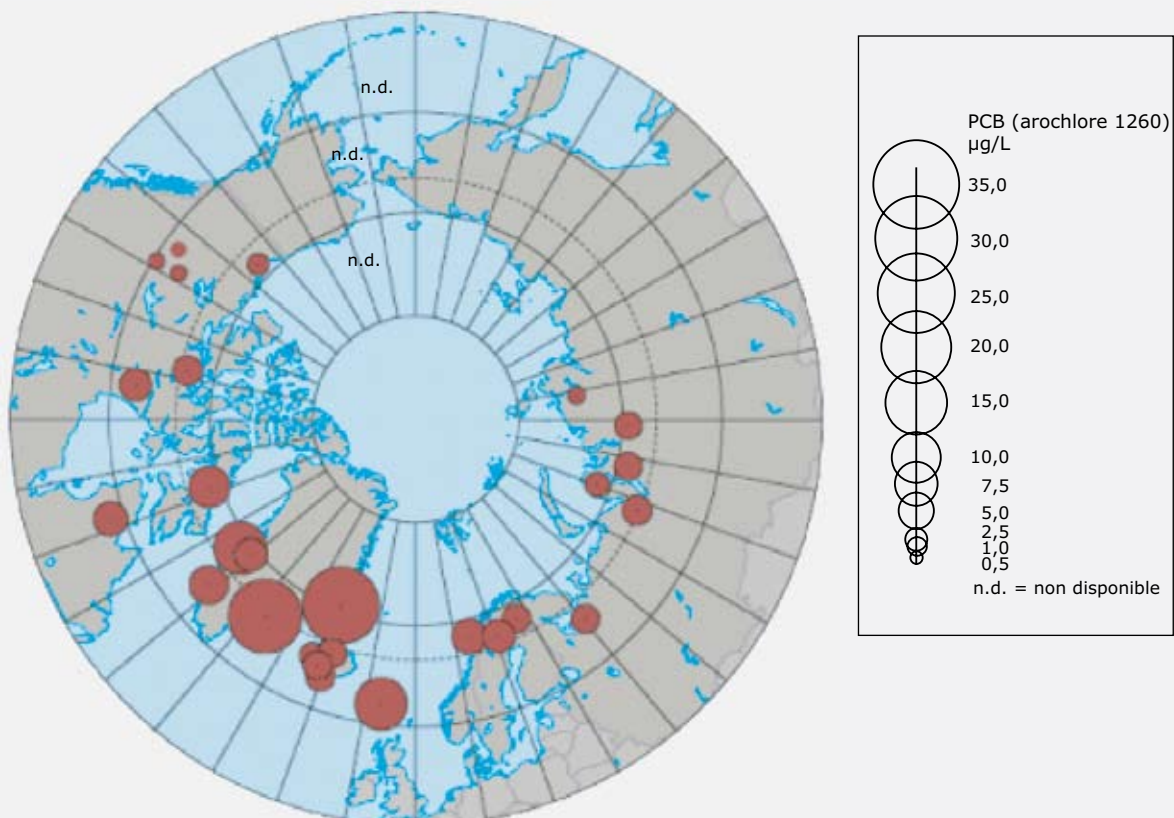 n.d.
n.d.
n.d.
PCB (arochlore 1260)
µg/L
35,0
30,0
25,0
20,0
15,0
10,0
7,5
5,0
2,5
1,0
0,5
n.d. = non disponible